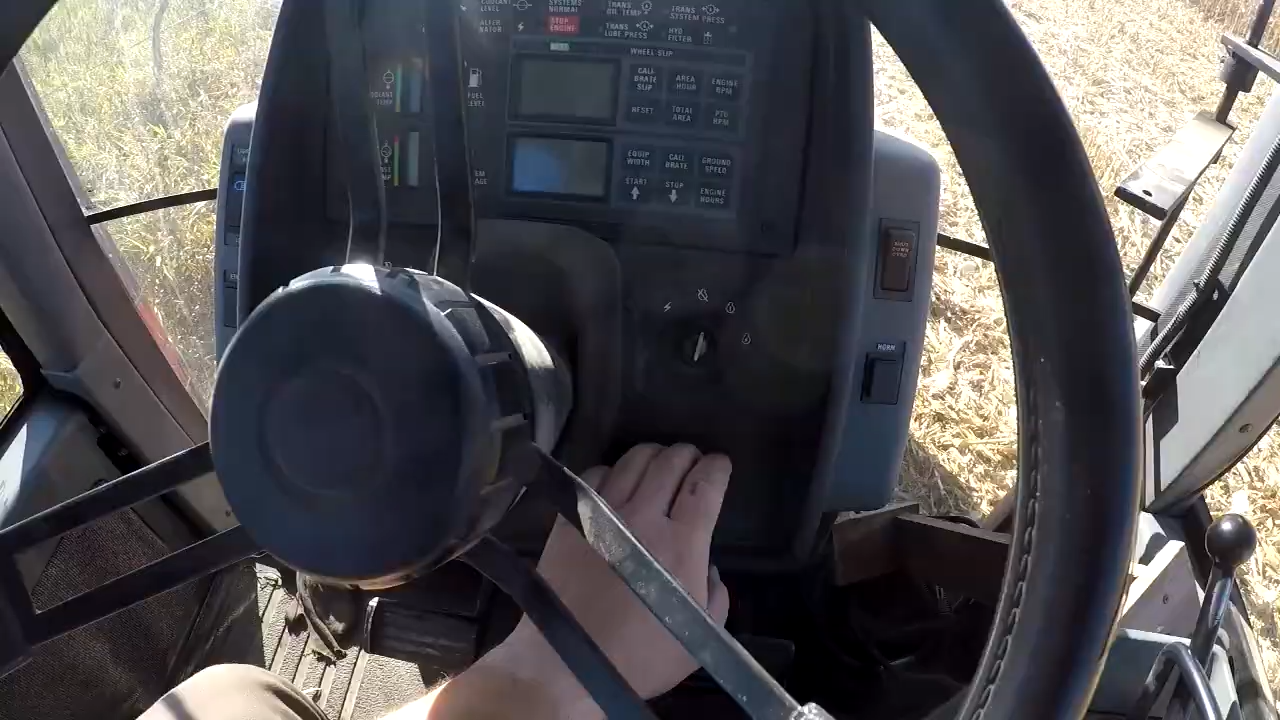 COOLANT
LEVEL
SYSTEMS
NORMAL
TRANS
OIL TEMP
TRANS
SYSTEM PRESS
ALTER
NATOR
STOP
ENGINE
TRANS
LUBE PRESS
HYD
FILTER
WHEEL SLIP
FUEL
LEVEL
CALI
BRATE
SLIP
AREA
HOUR
ENGINE
RPM
RESET
TOTAL
AREA
PTO
RPM
EQUIP
WIDTH
CALI
BRATE
GROUND
SPEED
START
STOP
ENGINE
HOURS
NORM